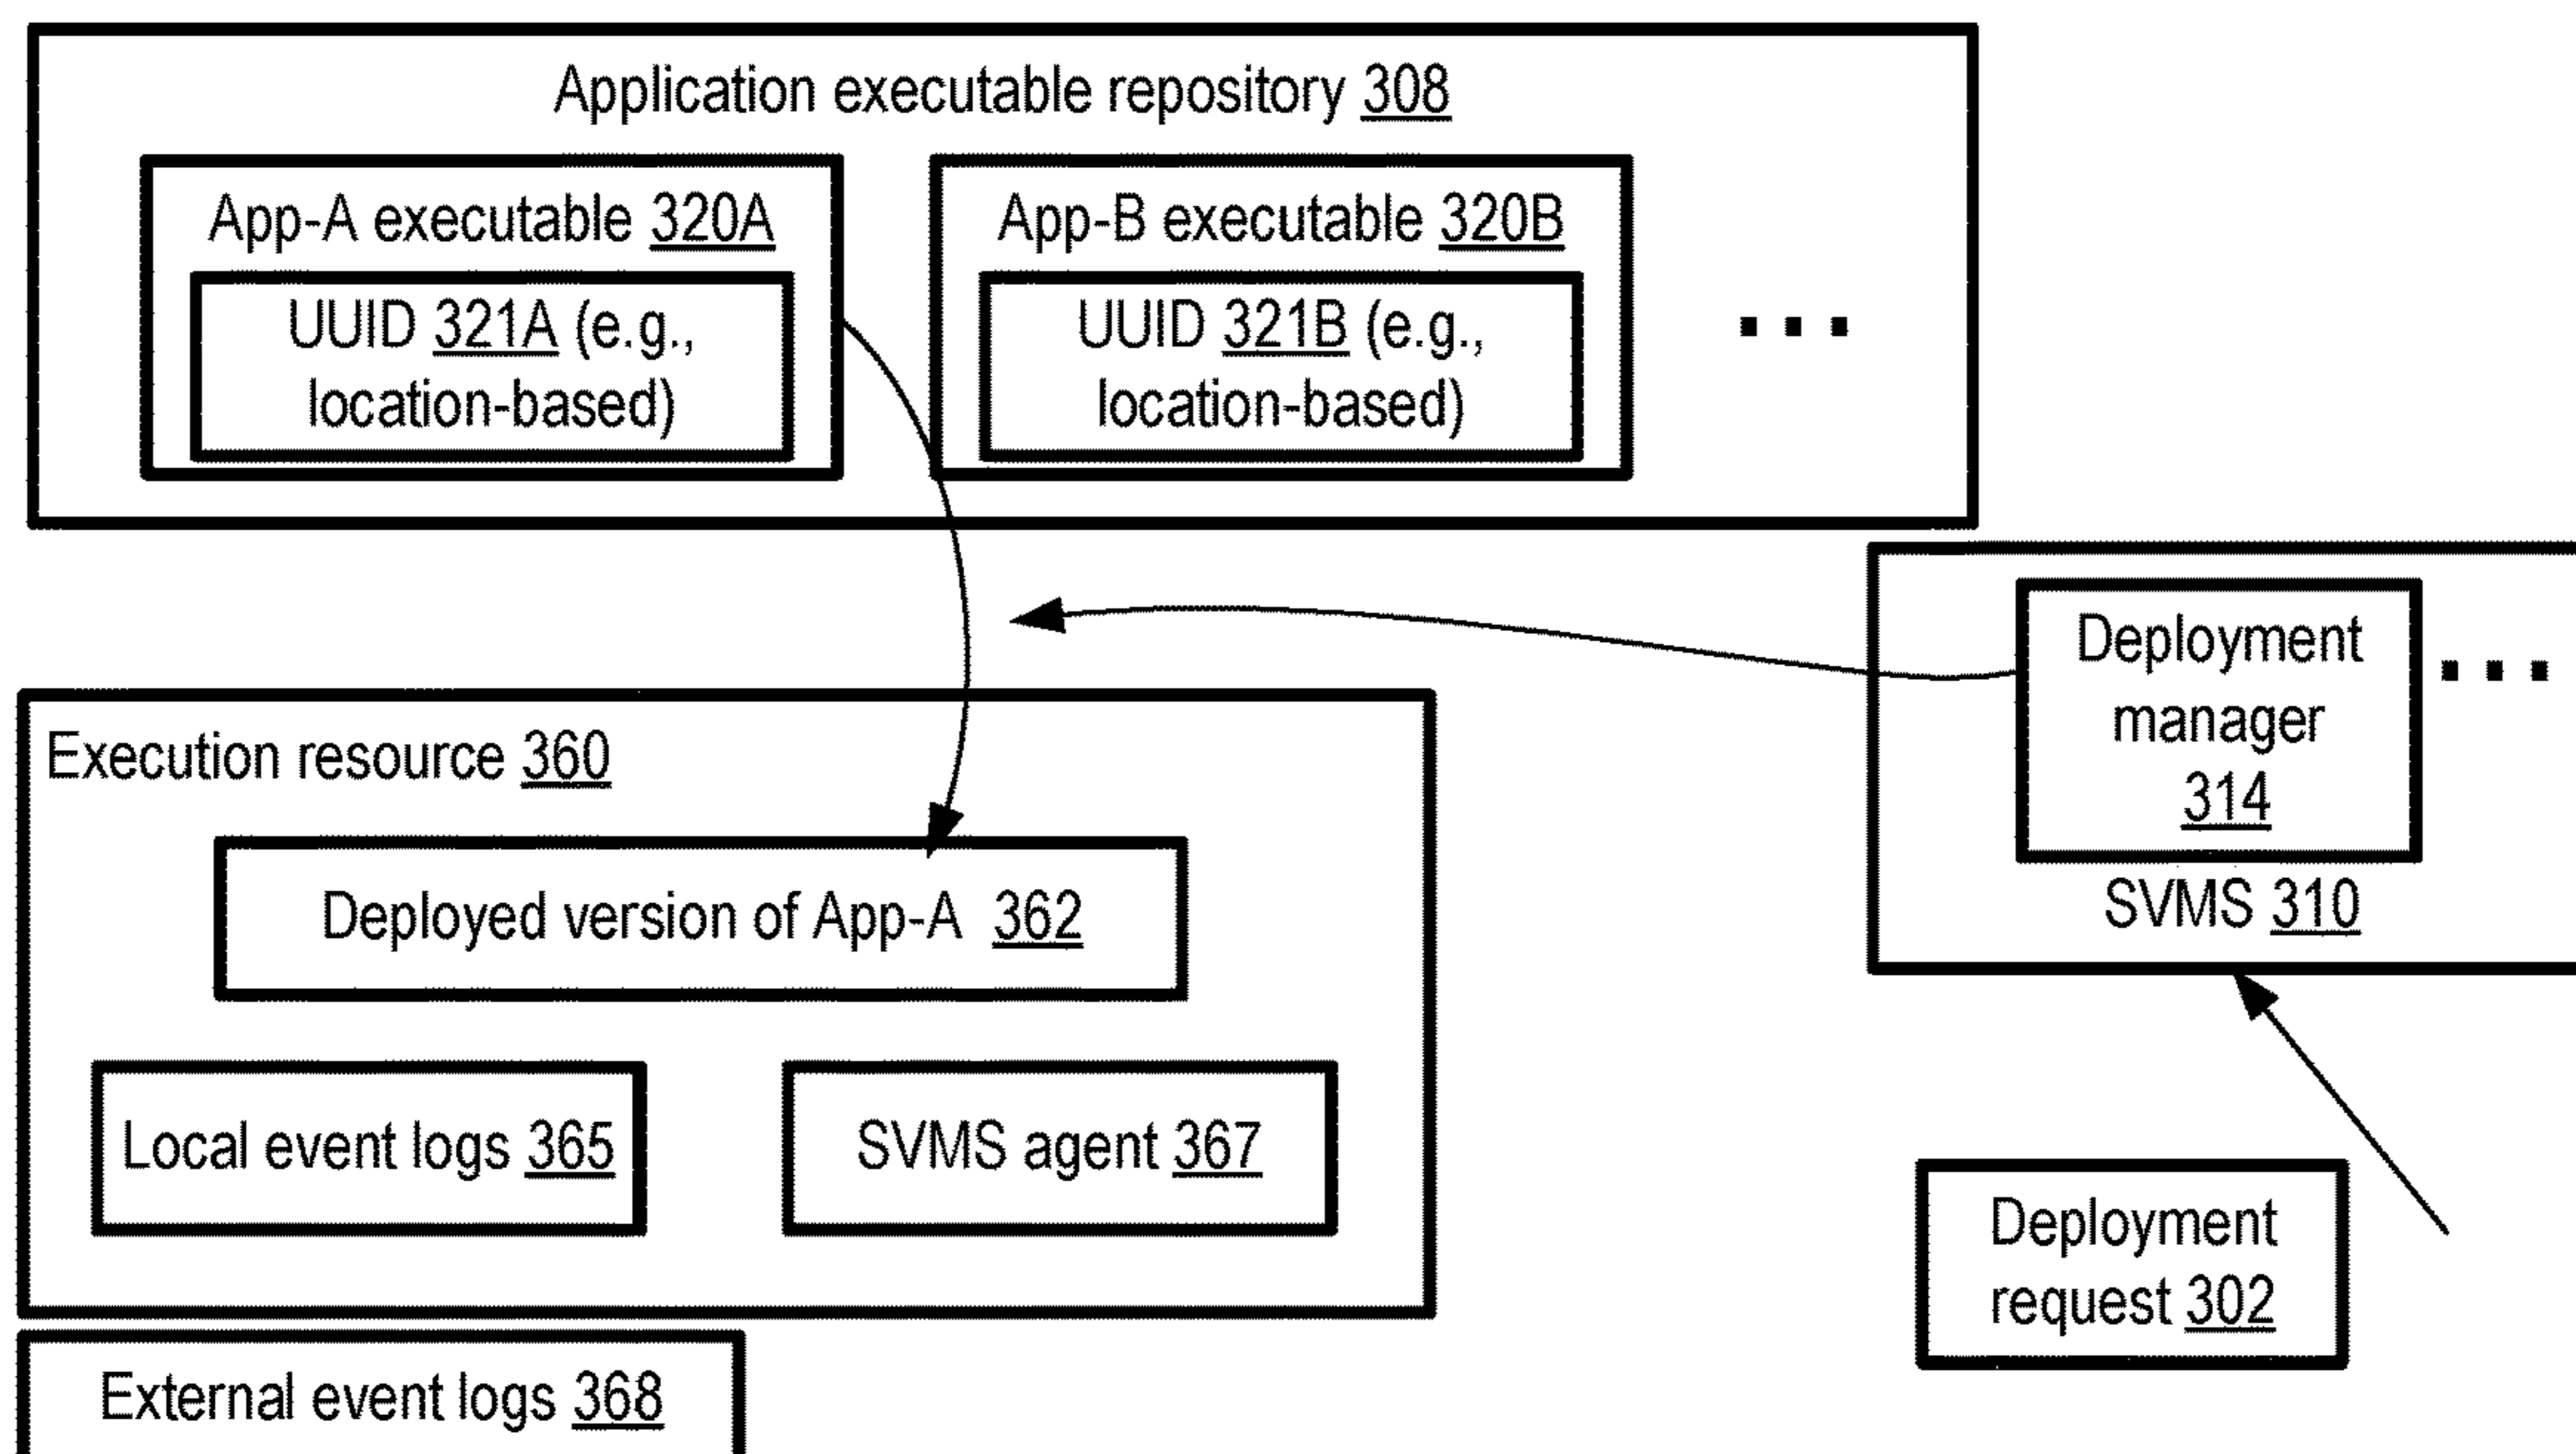 Application executable repository 308
App-A executable 320A
UUID 321A (e.g.,
location-based)
App-B executable 320B
UUID 321B (e.g.,
location-based)
...
Deployment
manager
314
...
SVMS 310
Execution resource 360
Deployed version of App-A 362
Local event logs 365
SVMS agent 367
Deployment
request 302
External event logs 368